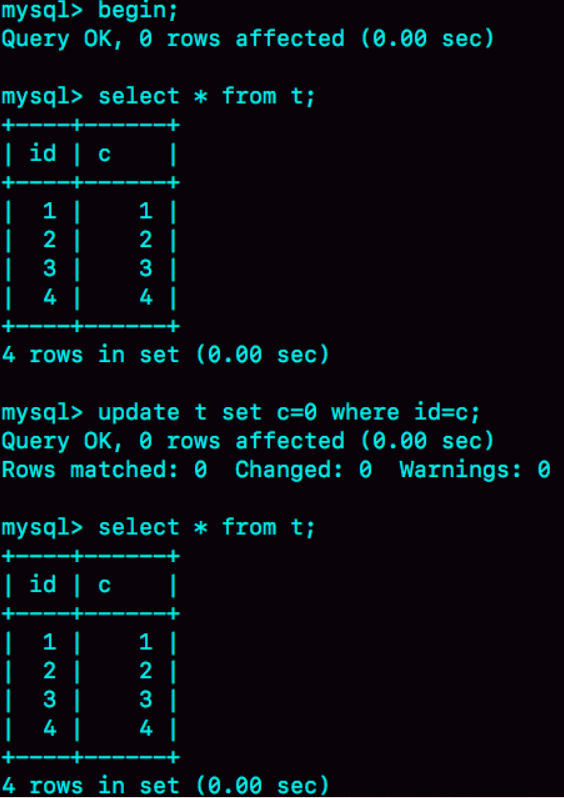 mysql> begin;
Query OK, 0 rows affected (0.00 sec)
mysql> select * from t;
+----+------+
| id | c    |
+----+------+
|  1 |    1 |
|  2 |    2 |
|  3 |    3 |
|  4 |    4 |
+----+------+
4 rows in set (0.00 sec)
mysql> update t set c=0 where id=c;
Query OK, 0 rows affected (0.00 sec)
Rows matched: 0  Changed: 0  Warnings: 0
mysql> select * from t;
+----+------+
| id | c    |
+----+------+
|  1 |    1 |
|  2 |    2 |
|  3 |    3 |
|  4 |    4 |
+----+------+
4 rows in set (0.00 sec)